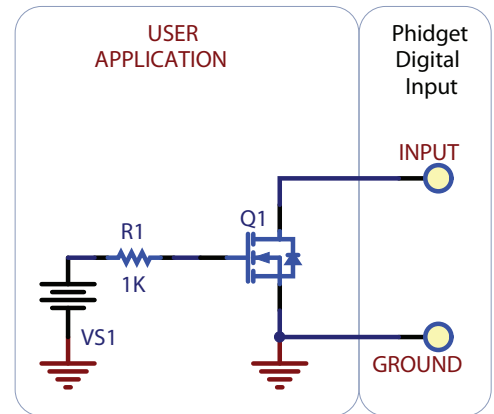 USER
APPLICATION
Phidget
Digital
Input
INPUT
Q1
R1
1K
VS1
GROUND